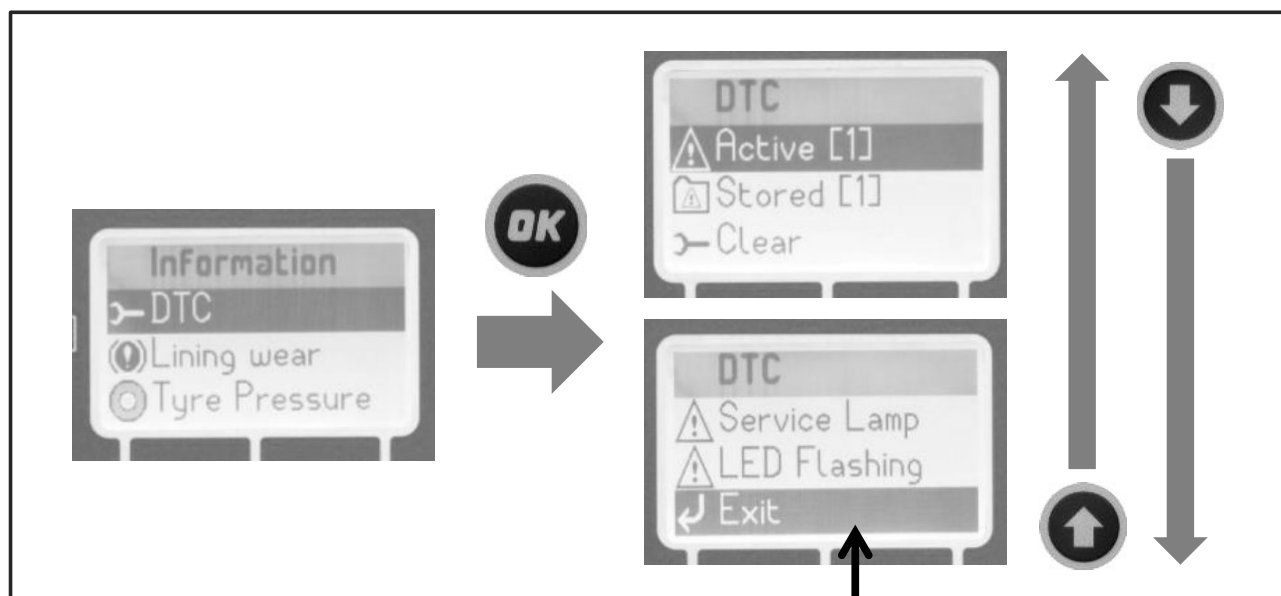 Information
DTC
Lining wear
Tyre Pressure
OK
DTC
Active [1]
Stored [1]
Clear
DTC
Service Lamp
LED Flashing
Exit